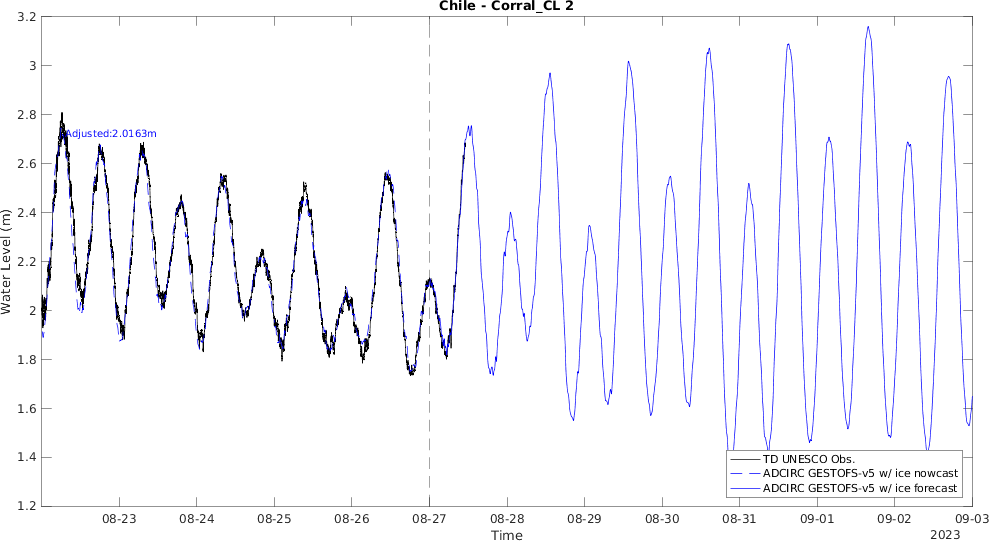 Chile - Corral_CL 2
3.2
3
2.8
2.6
2.4
2.2
2
1.8
1.6
1.4
1.2
Water Level (m)
Adjusted:2.0163m
TD UNESCO Obs.
ADCIRC GESTOFS-v5 w/ ice nowcast
ADCIRC GESTOFS-v5 w/ ice forecast
08-23 08-24 08-25 08-26 08-27 08-28 08-29 08-30 08-31 09-01 09-02 09-03
Time
2023